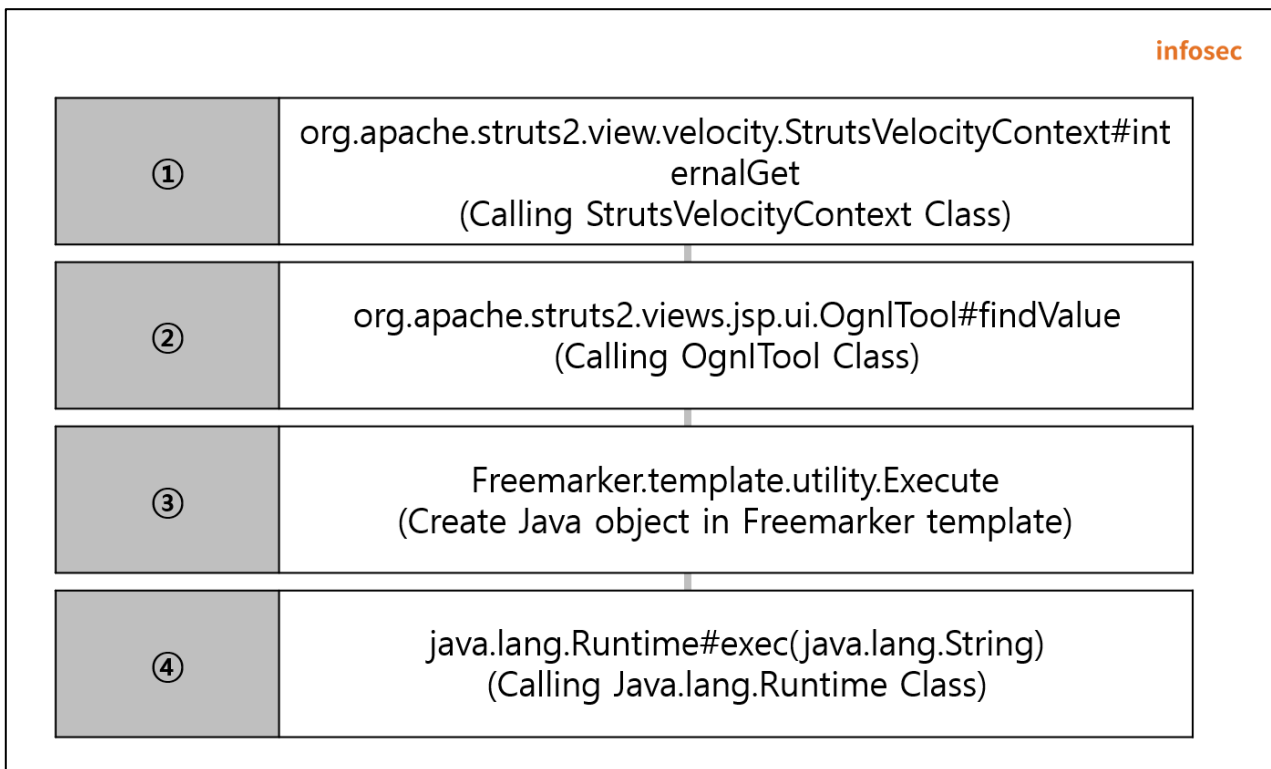 infosec
①
org.apache.struts2.view.velocity.StrutsVelocityContext#int
ernalGet
(Calling StrutsVelocityContext Class)
②
org.apache.struts2.views.jsp.ui.OgnlTool#findValue
(Calling OgnlTool Class)
③
Freemarker.template.utility.Execute
(Create Java object in Freemarker template)
④
java.lang.Runtime#exec(java.lang.String)
(Calling Java.lang.Runtime Class)